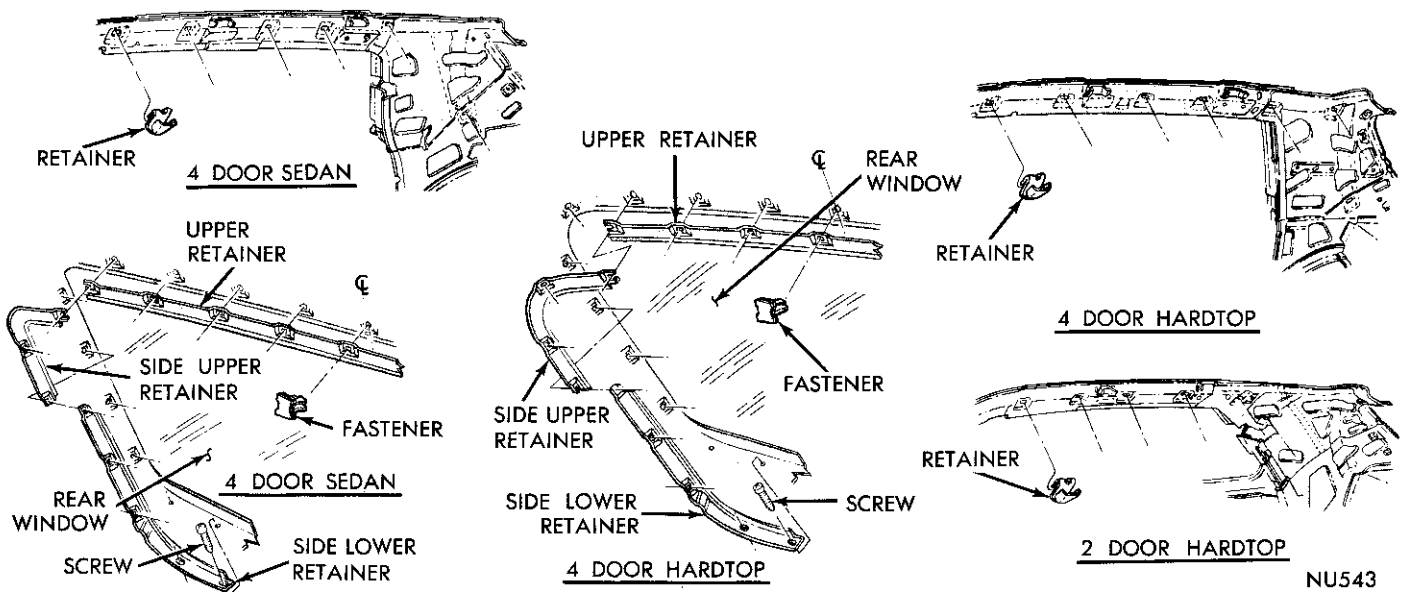 RETAINER
4 DOOR SEDAN
UPPER
RETAINER
℄
SIDE UPPER
RETAINER
FASTENER
4 DOOR SEDAN
REAR
WINDOW
SCREW
SIDE LOWER
RETAINER
UPPER RETAINER
℄
REAR
WINDOW
FASTENER
SIDE UPPER
RETAINER
SIDE LOWER
RETAINER
SCREW
4 DOOR HARDTOP
RETAINER
4 DOOR HARDTOP
RETAINER
2 DOOR HARDTOP
NU543